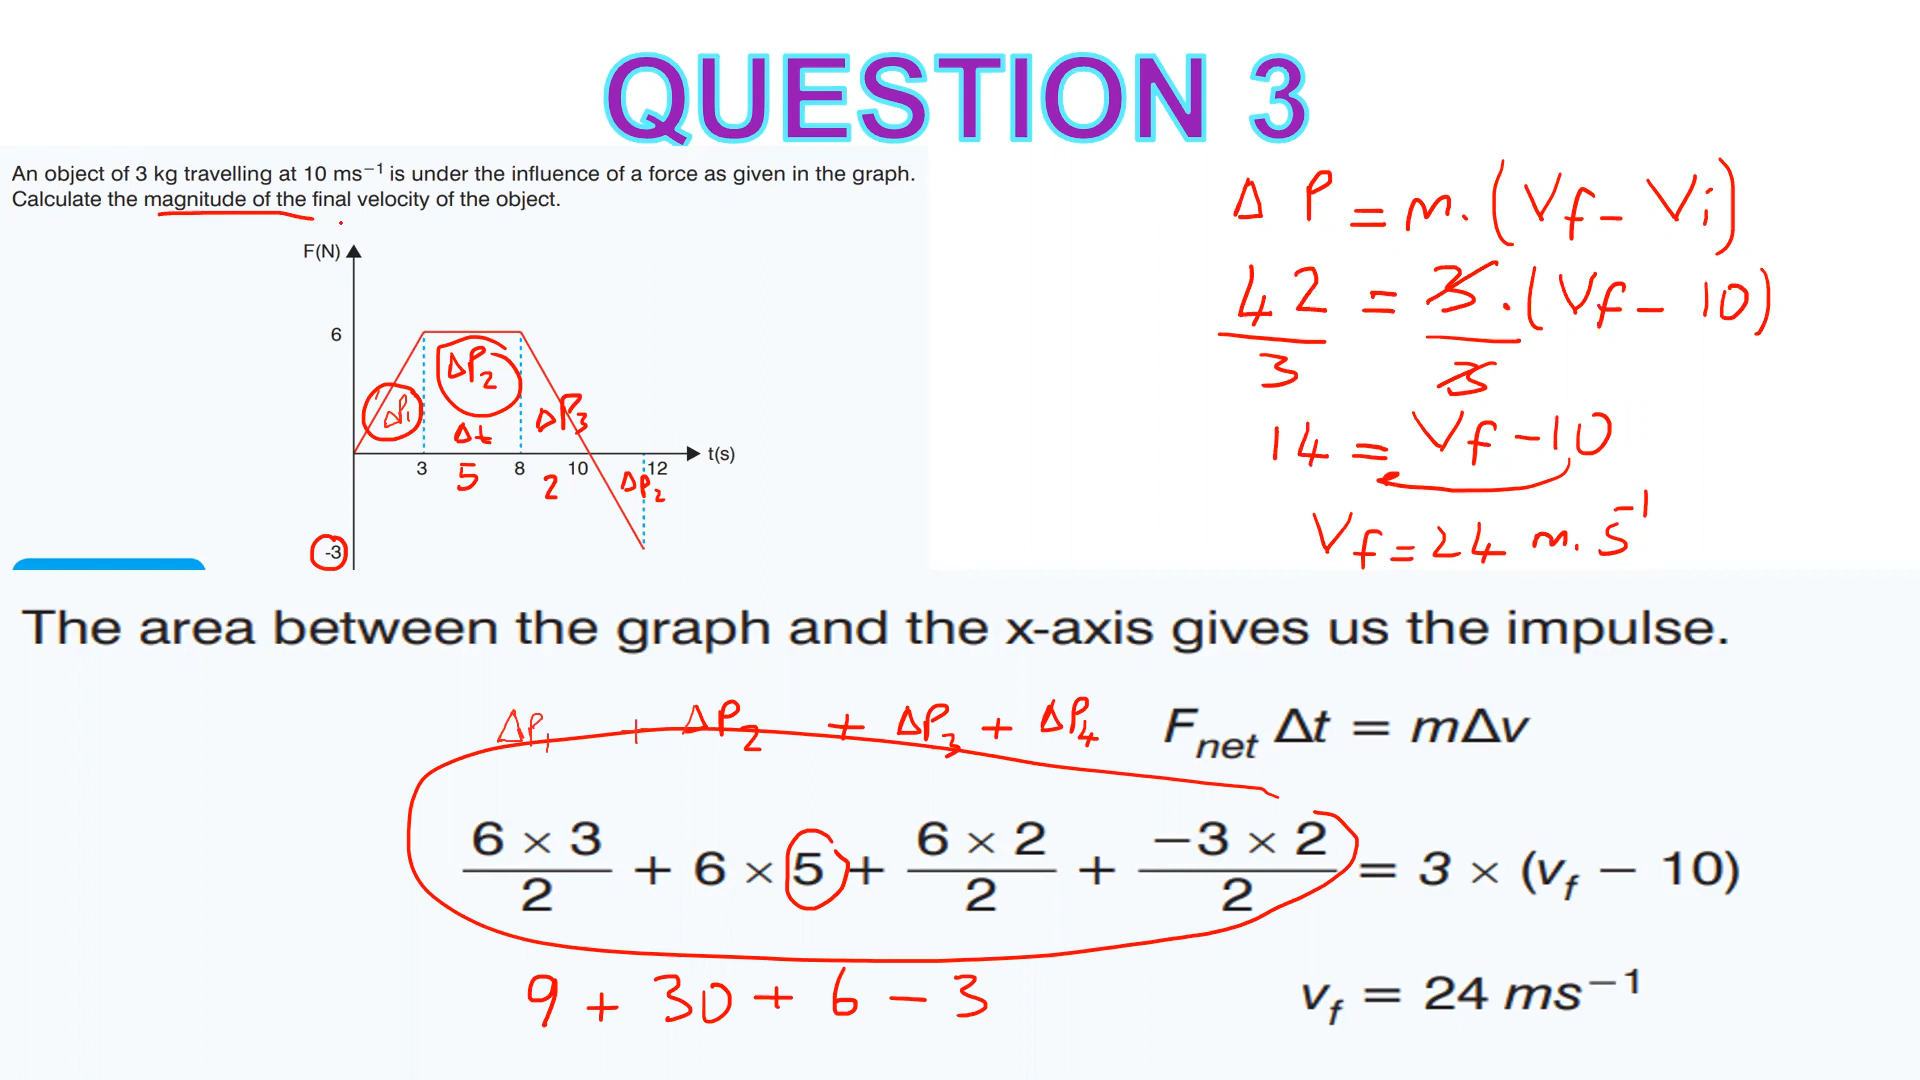 QUESTION 3
An object of 3 kg travelling at 10 ms⁻¹ is under the influence of a force as given in the graph.
Calculate the magnitude of the final velocity of the object.
F(N)
6
ΔP₁
ΔP₂
ΔP₃
Δt
t(s)
3
8
10
12
5
2
ΔP₂
-3
ΔP = m.(Vf - Vi)
42 = 3.(Vf - 10)
3 3
14 = Vf - 10
Vf = 24 m.s⁻¹
The area between the graph and the x-axis gives us the impulse.
ΔP₁ + ΔP₂ + ΔP₃ + ΔP₄
F_net Δt = mΔv
6 × 3 / 2 + 6 × 5 + 6 × 2 / 2 + −3 × 2 / 2 = 3 × (v_f − 10)
9 + 30 + 6 - 3
v_f = 24 ms⁻¹